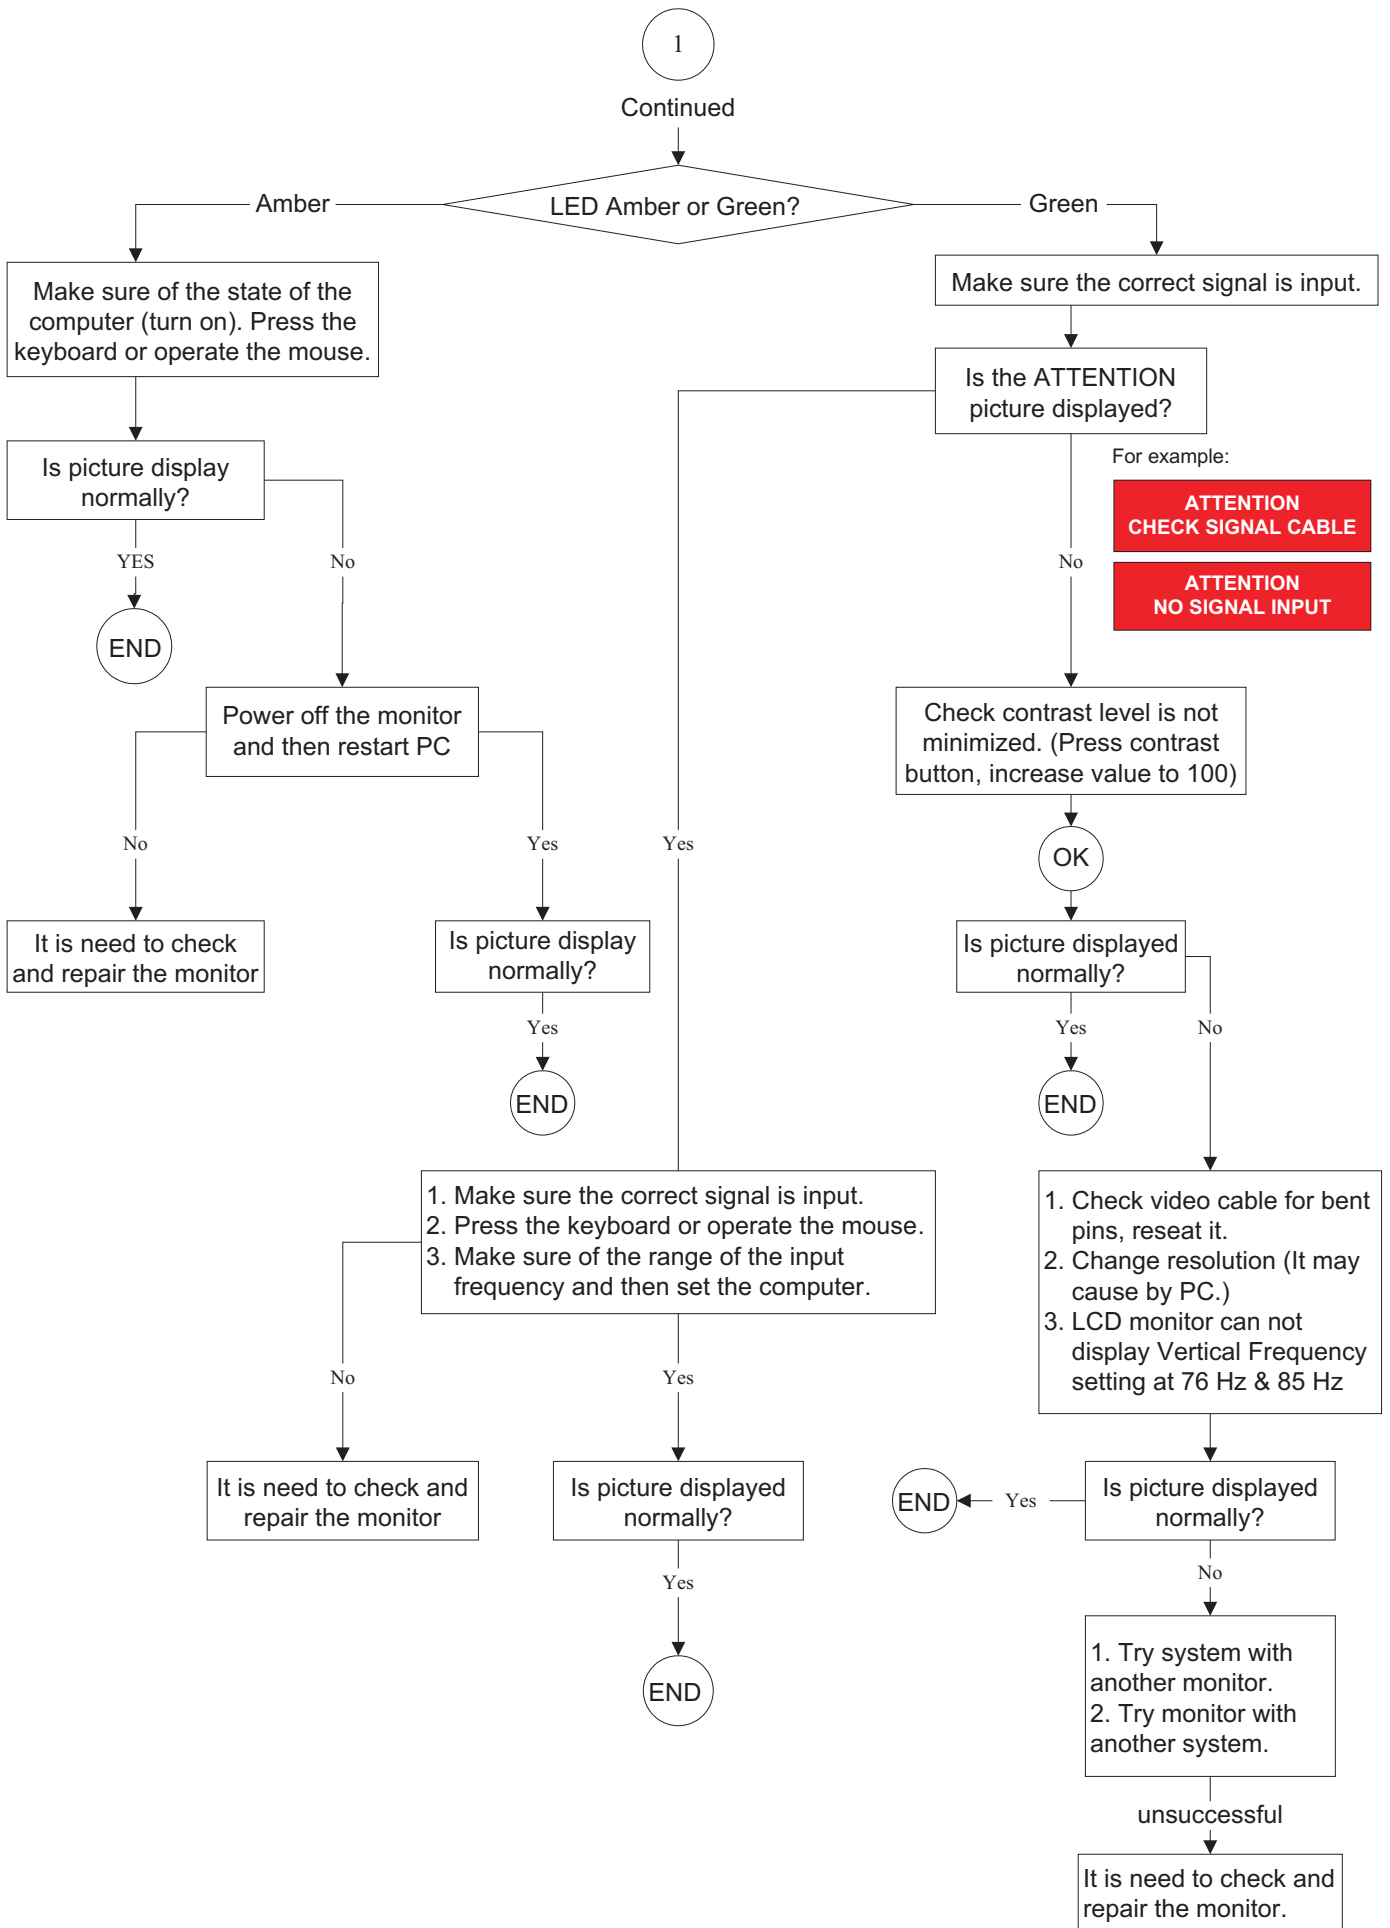 1
Continued
LED Amber or Green?
Amber
Green
Make sure of the state of the
computer (turn on). Press the
keyboard or operate the mouse.
Make sure the correct signal is input.
Is the ATTENTION
picture displayed?
Is picture display
normally?
For example:
ATTENTION
CHECK SIGNAL CABLE
ATTENTION
NO SIGNAL INPUT
YES
No
No
END
Power off the monitor
and then restart PC
Check contrast level is not
minimized. (Press contrast
button, increase value to 100)
No
Yes
Yes
OK
It is need to check
and repair the monitor
Is picture display
normally?
Is picture displayed
normally?
Yes
Yes
No
END
END
1. Make sure the correct signal is input.
2. Press the keyboard or operate the mouse.
3. Make sure of the range of the input
frequency and then set the computer.
1. Check video cable for bent
pins, reseat it.
2. Change resolution (It may
cause by PC.)
3. LCD monitor can not
display Vertical Frequency
setting at 76 Hz & 85 Hz
No
Yes
It is need to check and
repair the monitor
Is picture displayed
normally?
END
Yes
Is picture displayed
normally?
Yes
No
END
1. Try system with
another monitor.
2. Try monitor with
another system.
unsuccessful
It is need to check and
repair the monitor.